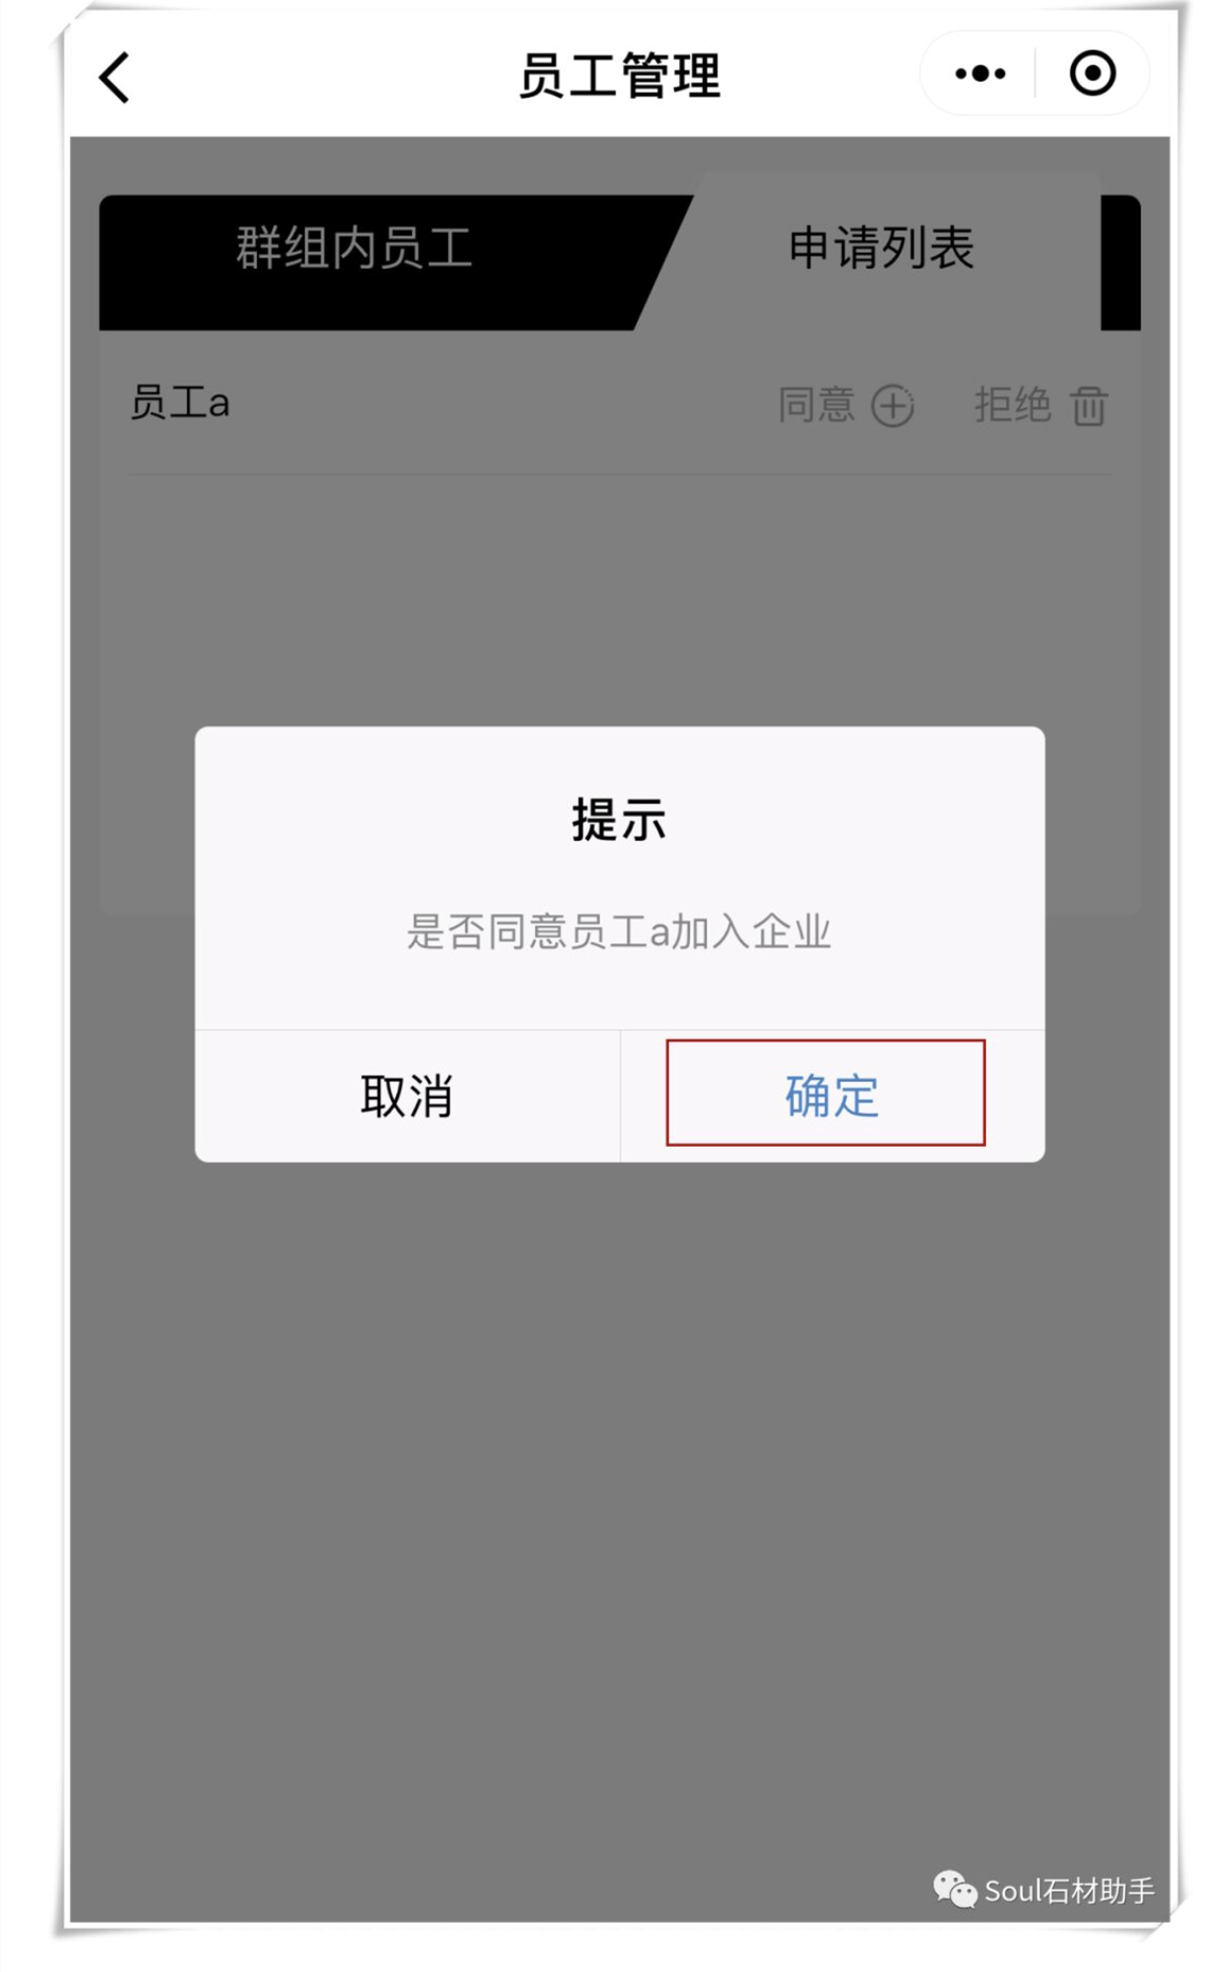 员工管理
群组内员工 申请列表
员工a 同意 拒绝
提示
是否同意员工a加入企业
取消 确定
Soul石材助手